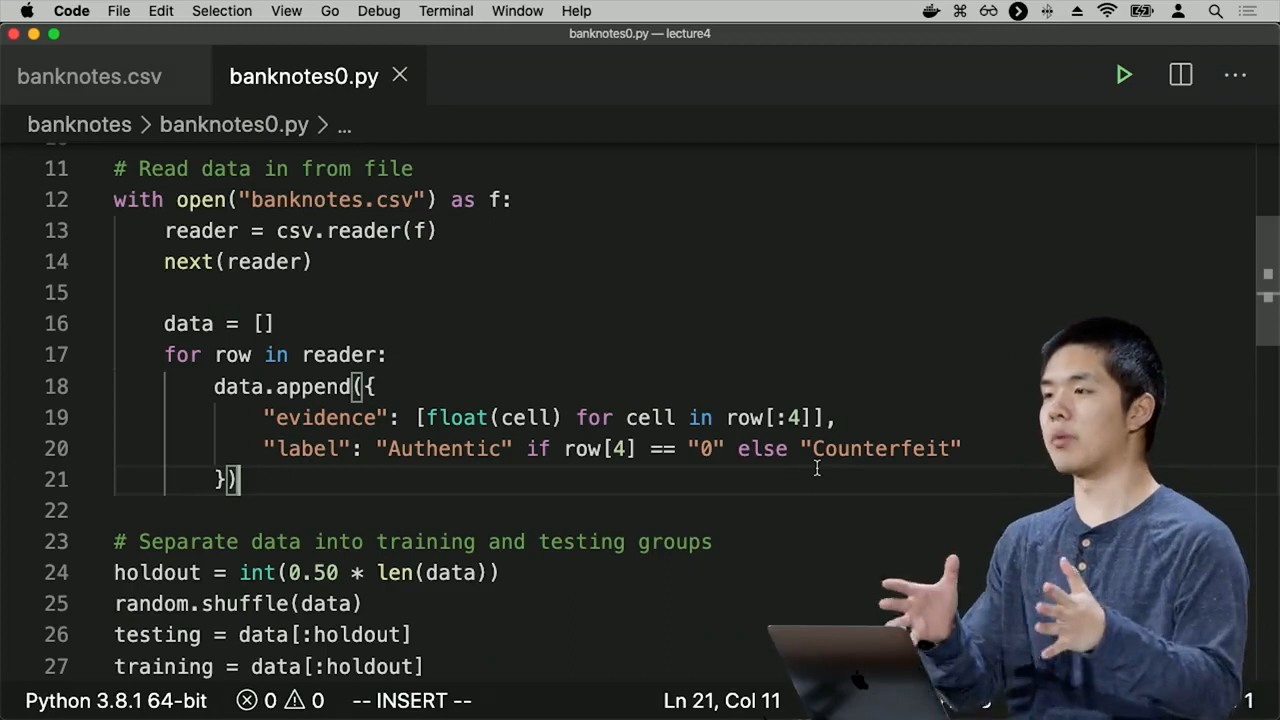 Code File Edit Selection View Go Debug Terminal Window Help
banknotes0.py — lecture4
banknotes.csv banknotes0.py
banknotes > banknotes0.py > ...
11 # Read data in from file
12 with open("banknotes.csv") as f:
13 reader = csv.reader(f)
14 next(reader)
15
16 data = []
17 for row in reader:
18 data.append({
19 "evidence": [float(cell) for cell in row[:4]],
20 "label": "Authentic" if row[4] == "0" else "Counterfeit"
21 })
22
23 # Separate data into training and testing groups
24 holdout = int(0.50 * len(data))
25 random.shuffle(data)
26 testing = data[:holdout]
27 training = data[:holdout]
Python 3.8.1 64-bit 0 0 -- INSERT -- Ln 21, Col 11 1